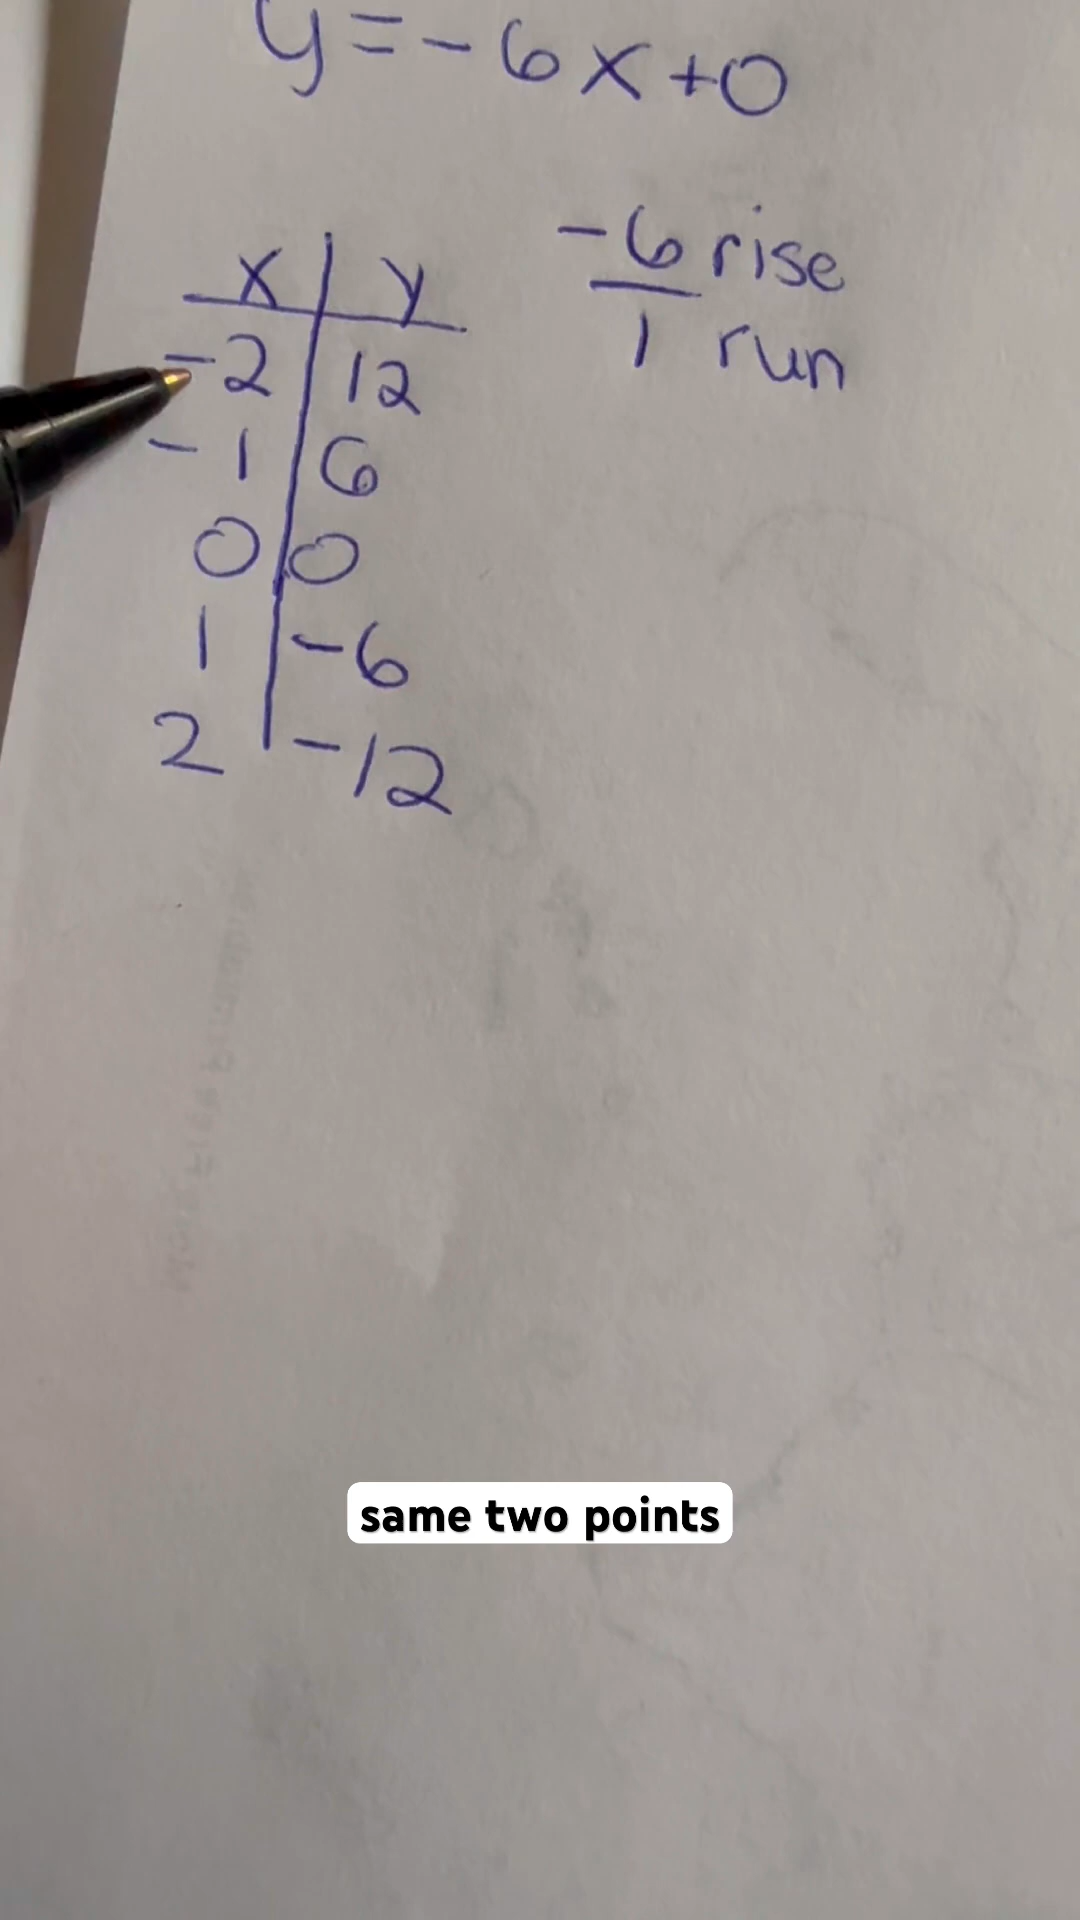 y = -6x+0
-6 rise
1 run
x y
-2 12
-1 6
0 0
1 -6
2 -12
same two points